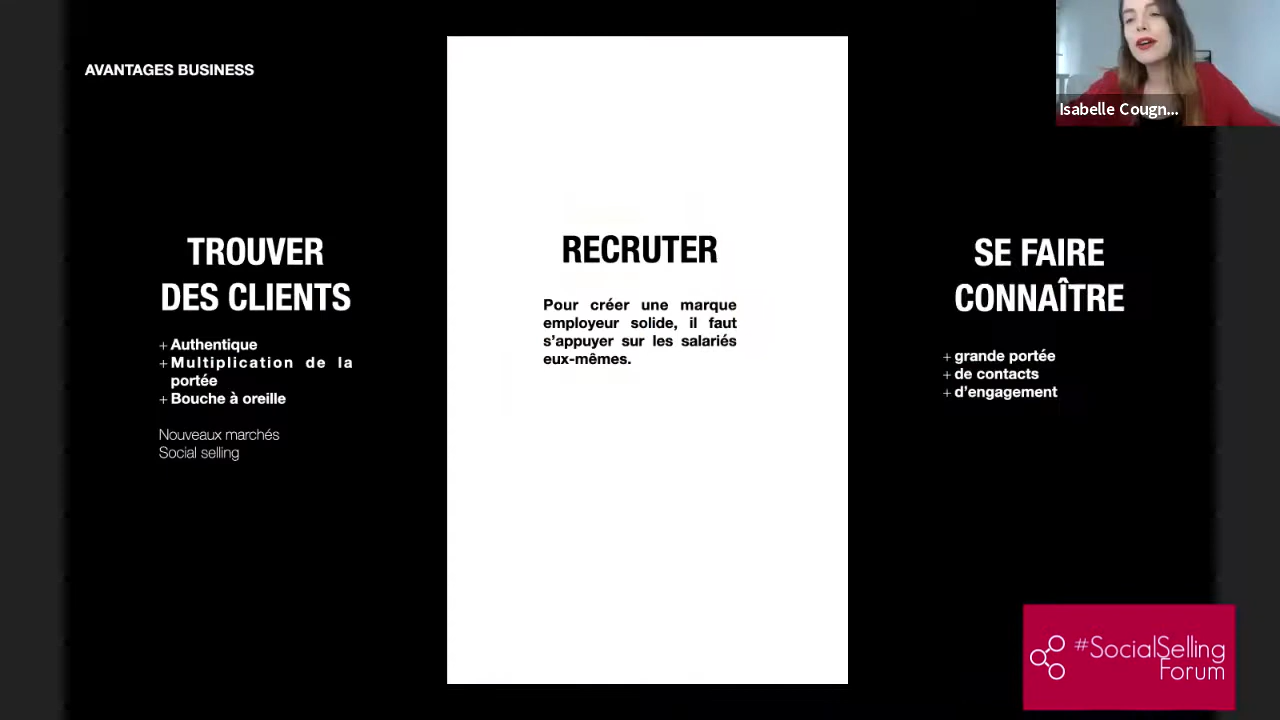 AVANTAGES BUSINESS
Isabelle Cougn...
TROUVER
DES CLIENTS
+ Authentique
+ Multiplication de la
portée
+ Bouche à oreille
Nouveaux marchés
Social selling
RECRUTER
Pour créer une marque
employeur solide, il faut
s'appuyer sur les salariés
eux-mêmes.
SE FAIRE
CONNAÎTRE
+ grande portée
+ de contacts
+ d'engagement
#SocialSelling
Forum